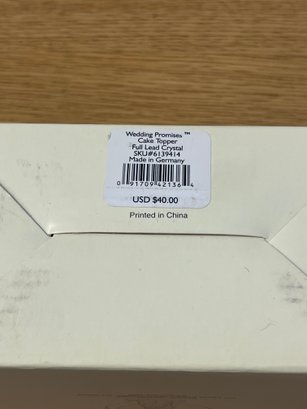 Wedding Promises™
Cake Topper
Full Lead Crystal
SKU#6139414
Made in Germany
0 91709 42136 4
USD $40.00
Printed in China